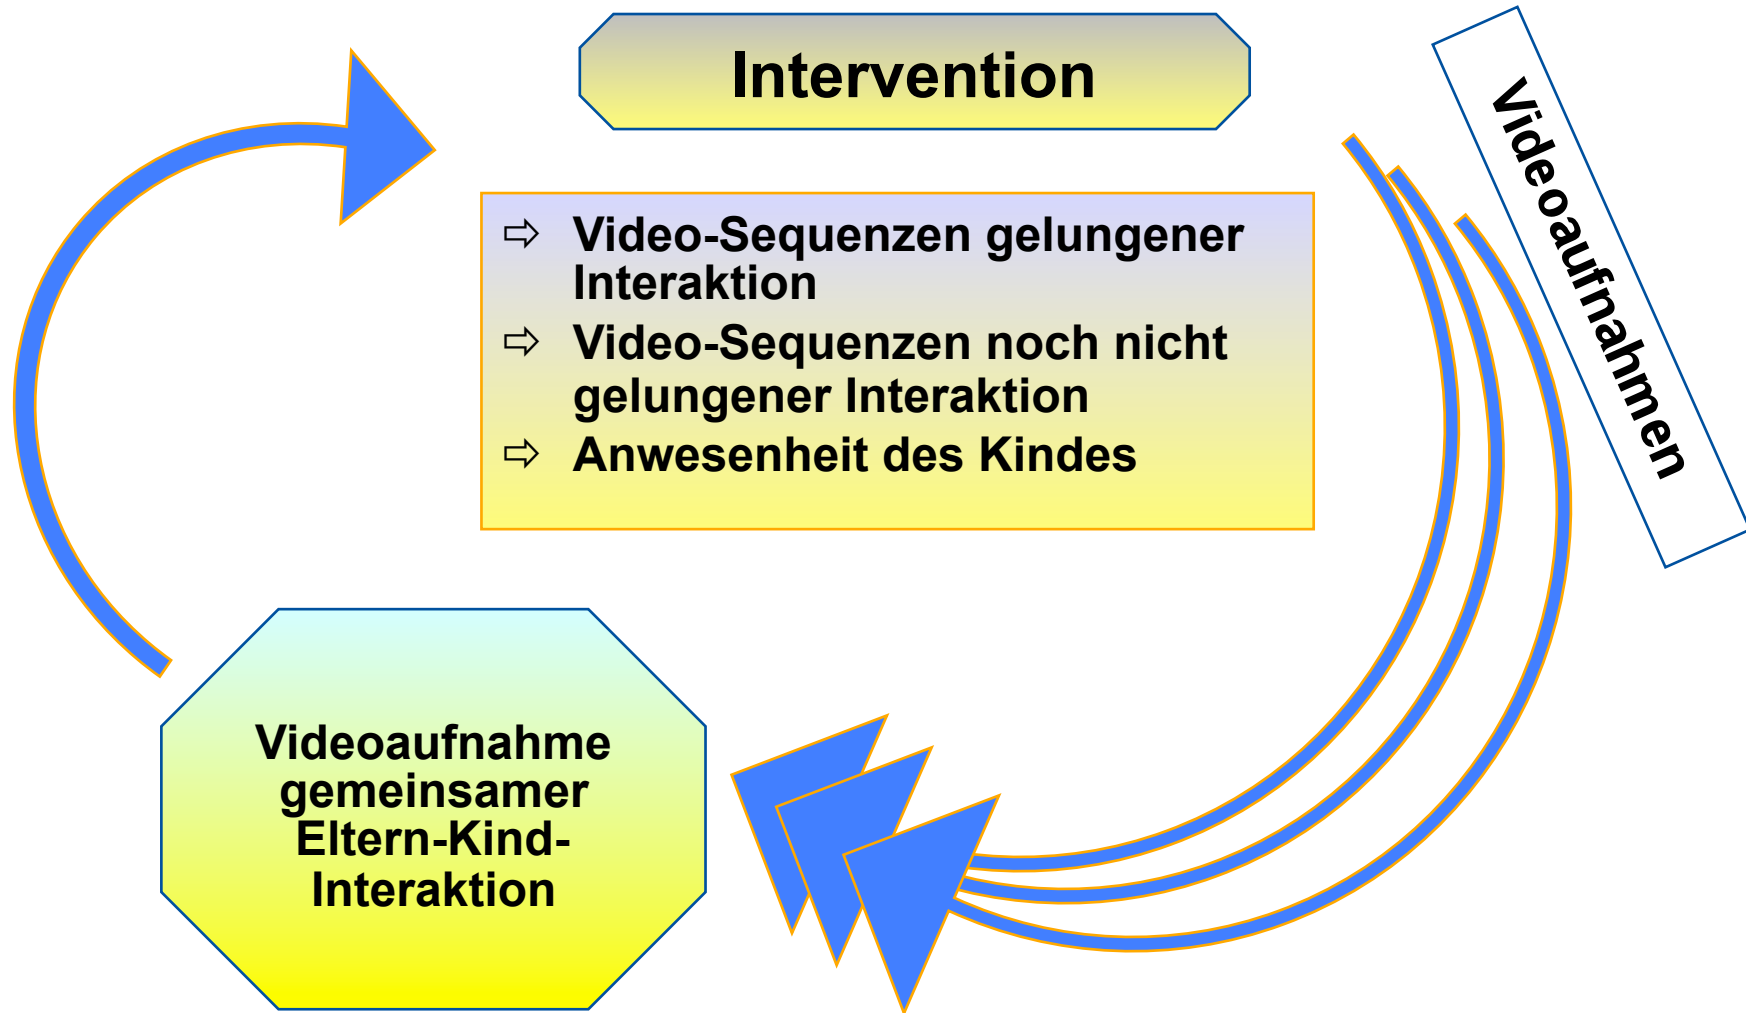 Intervention
Videoaufnahmen
⇨ Video-Sequenzen gelungener
Interaktion
⇨ Video-Sequenzen noch nicht
gelungener Interaktion
⇨ Anwesenheit des Kindes
Videoaufnahme
gemeinsamer
Eltern-Kind-
Interaktion